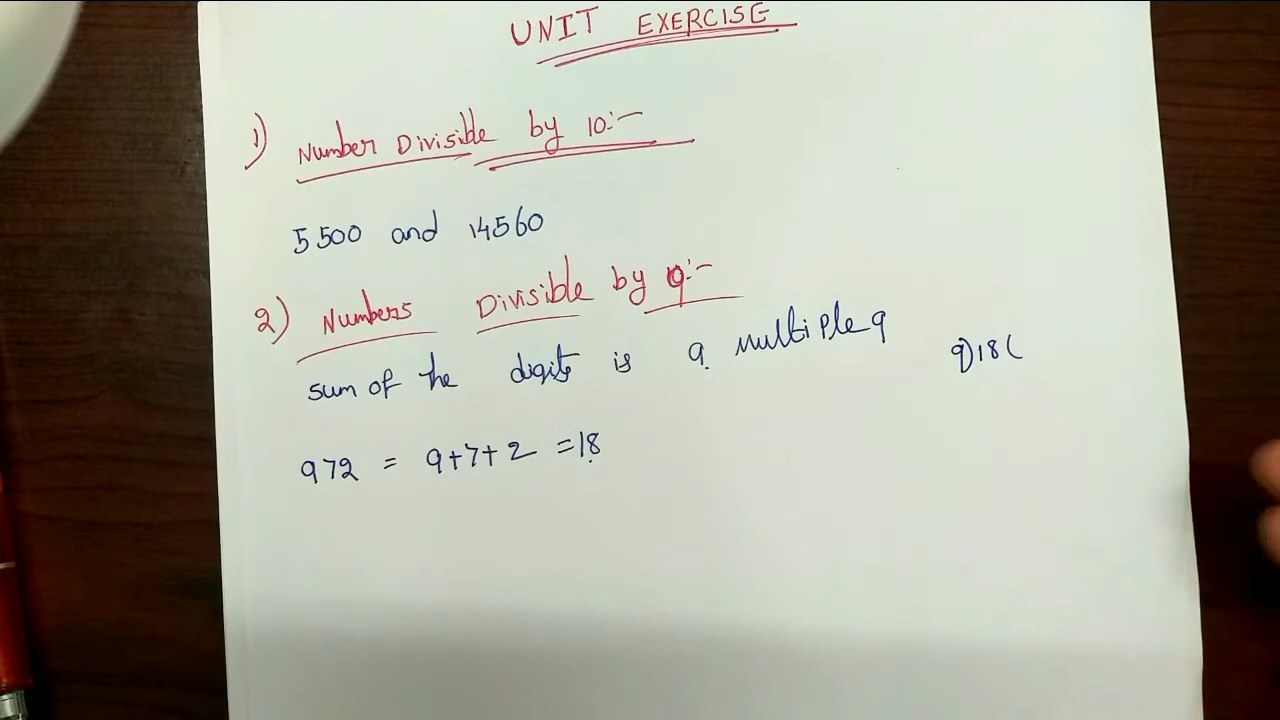 UNIT EXERCISE
1) Number Divisible by 10:-
5500 and 14560
2) Numbers Divisible by 9:-
sum of the digits is a multiple 9
9)18(
972 = 9+7+2 =18